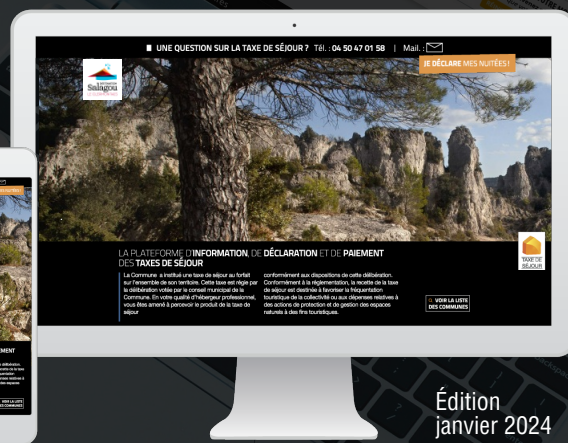 UNE QUESTION SUR LA TAXE DE SÉJOUR ? Tél. : 04 50 47 01 58 | Mail. :
JE DÉCLARE MES NUITÉES !
Salagou
LA PLATEFORME D'INFORMATION, DE DÉCLARATION ET DE PAIEMENT
DES TAXES DE SÉJOUR
La Commune a institué une taxe de séjour au forfait
sur l'ensemble de son territoire. Cette taxe est régie par
la délibération votée par le conseil municipal de la
Commune. En votre qualité d'hébergeur professionnel,
vous êtes amené à percevoir le produit de la taxe de
séjour
conformément aux dispositions de cette délibération.
Conformément à la réglementation, la recette de la taxe
de séjour est destinée à favoriser la fréquentation
touristique de la collectivité ou aux dépenses relatives à
des actions de protection et de gestion des espaces
naturels à des fins touristiques.
TAXE DE
SÉJOUR
VOIR LA LISTE
DES COMMUNES
VOIR LA LISTE
DES COMMUNES
Édition
janvier 2024